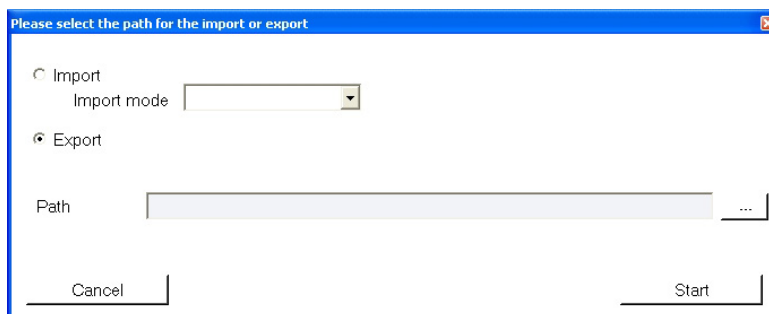 Please select the path for the import or export
Import
Import mode
Export
Path
...
Cancel
Start